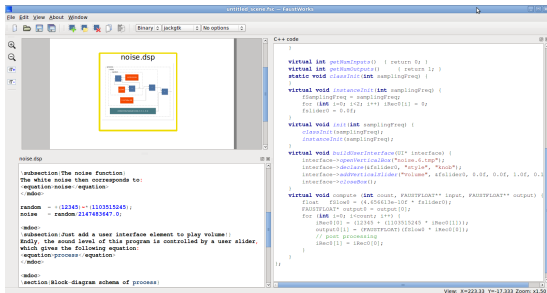 untitled_scene.fsc -- FaustWorks
File Edit View About Window
Binary jackgtk No options
noise.dsp
noise.dsp
\subsection{The noise function}
The white noise then corresponds to:
<equation>noise</equation>
</mdoc>
random = +(12345)~*(1103515245);
noise = random/2147483647.0;
<mdoc>
\subsection{Just add a user interface element to play volume!}
Endly, the sound level of this program is controlled by a user slider,
which gives the following equation:
<equation>process</equation>
</mdoc>
<mdoc>
\section{Block-diagram schema of process}
C++ code
}
virtual int getNumInputs() { return 0; }
virtual int getNumOutputs() { return 1; }
static void classInit(int samplingFreq) {
}
virtual void instanceInit(int samplingFreq) {
fSamplingFreq = samplingFreq;
for (int i=0; i<2; i++) iRec0[i] = 0;
fslider0 = 0.0f;
}
virtual void init(int samplingFreq) {
classInit(samplingFreq);
instanceInit(samplingFreq);
}
virtual void buildUserInterface(UI* interface) {
interface->openVerticalBox("noise.6.tmp");
interface->declare(&fslider0, "style", "knob");
interface->addVerticalSlider("Volume", &fslider0, 0.0f, 0.0f, 1.0f, 0.1
interface->closeBox();
}
virtual void compute (int count, FAUSTFLOAT** input, FAUSTFLOAT** output) {
float fSlow0 = (4.656613e-10f * fslider0);
FAUSTFLOAT* output0 = output[0];
for (int i=0; i<count; i++) {
iRec0[0] = (12345 + (1103515245 * iRec0[1]));
output0[i] = (FAUSTFLOAT)(fSlow0 * iRec0[0]);
// post processing
iRec0[1] = iRec0[0];
}
}
};
View: X=223.33 Y=-17.333 Zoom: x1.50